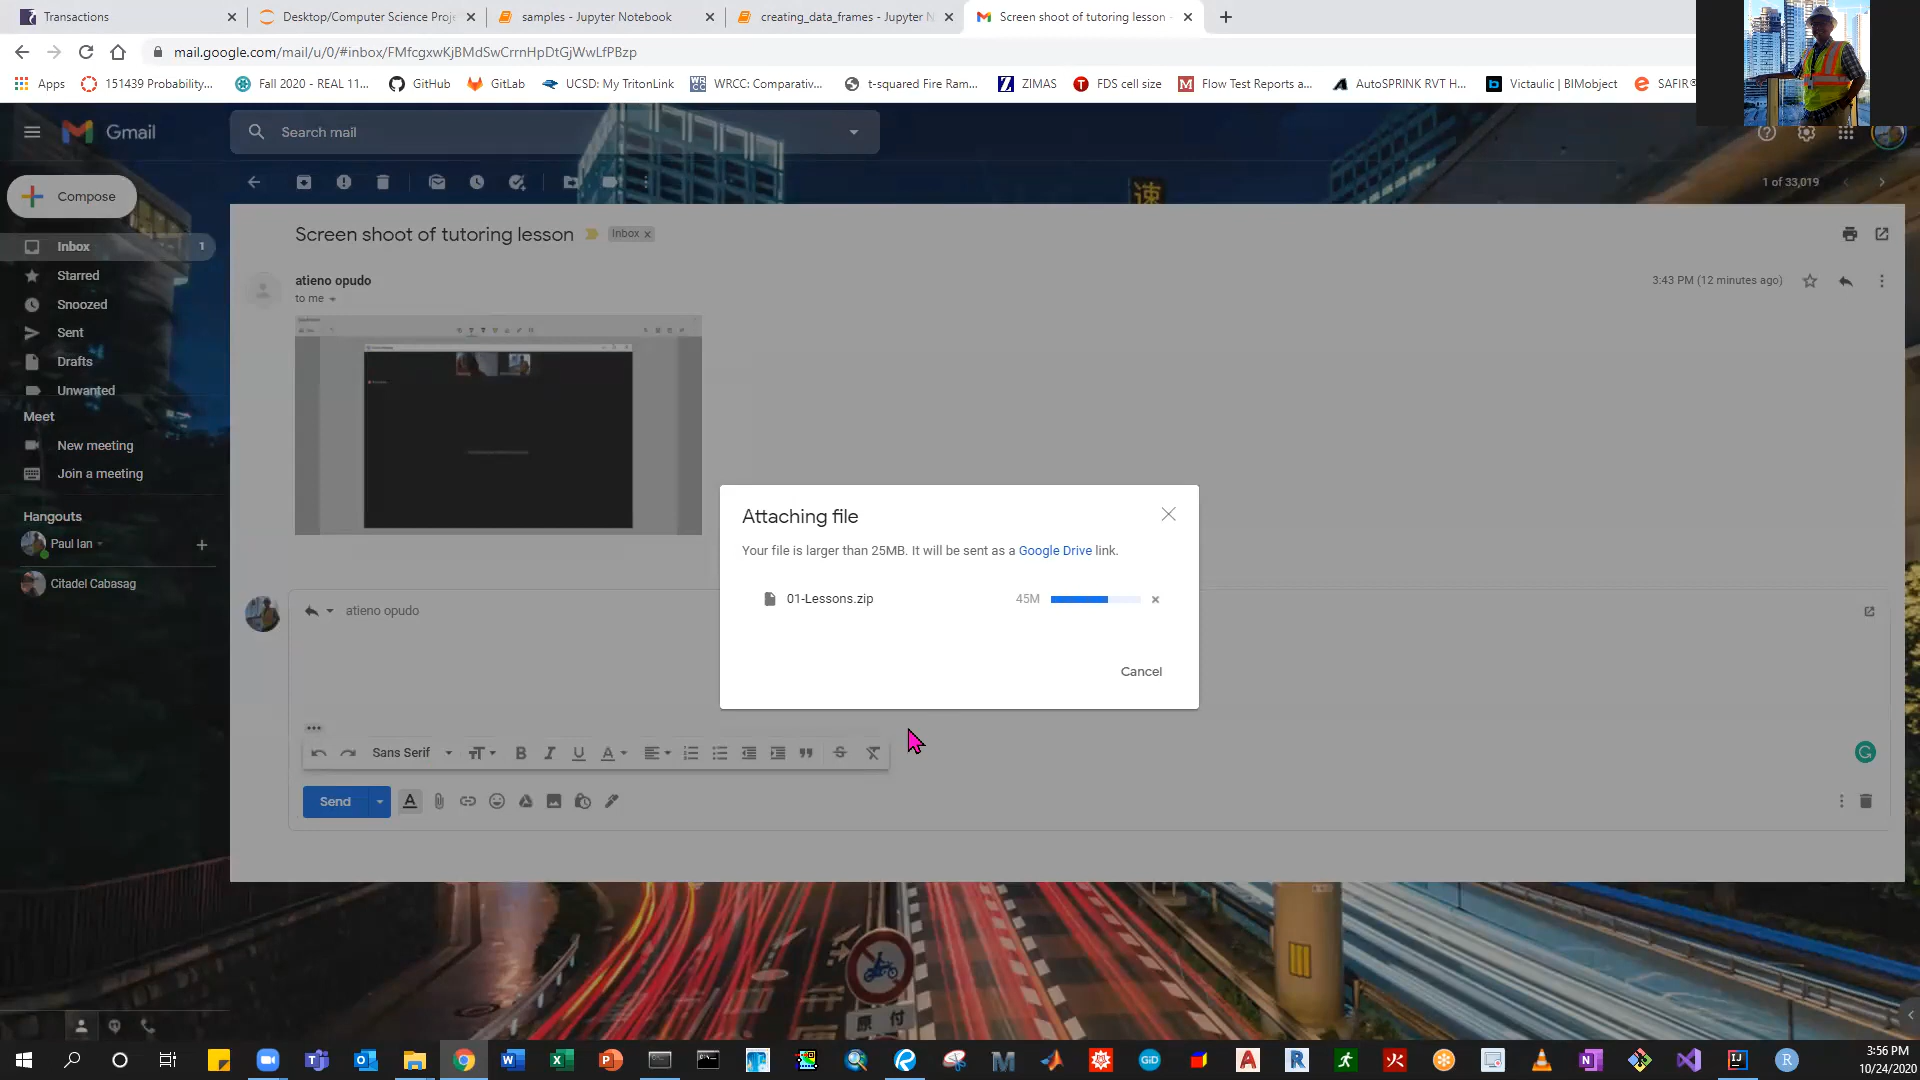 Transactions
Desktop/Computer Science Proje
samples - Jupyter Notebook
creating_data_frames - Jupyter N
Screen shoot of tutoring lesson -
mail.google.com/mail/u/0/#inbox/FMfcgxwKjBMdSwCrrnHpDtGjWwLfPBzp
Apps
151439 Probability...
Fall 2020 - REAL 11...
GitHub
GitLab
UCSD: My TritonLink
WRCC: Comparativ...
t-squared Fire Ram...
ZIMAS
FDS cell size
Flow Test Reports a...
AutoSPRINK RVT H...
Victaulic | BIMobject
SAFIR®
Gmail
Search mail
Compose
1 of 33,019
速
Inbox 1
Starred
Snoozed
Sent
Drafts
Unwanted
Meet
New meeting
Join a meeting
Hangouts
Paul Ian
Citadel Cabasag
Screen shoot of tutoring lesson
Inbox x
atieno opudo
to me
3:43 PM (12 minutes ago)
Attaching file
Your file is larger than 25MB. It will be sent as a Google Drive link.
01-Lessons.zip 45M
Cancel
atieno opudo
Sans Serif
Send
原付
3:56 PM
10/24/2020